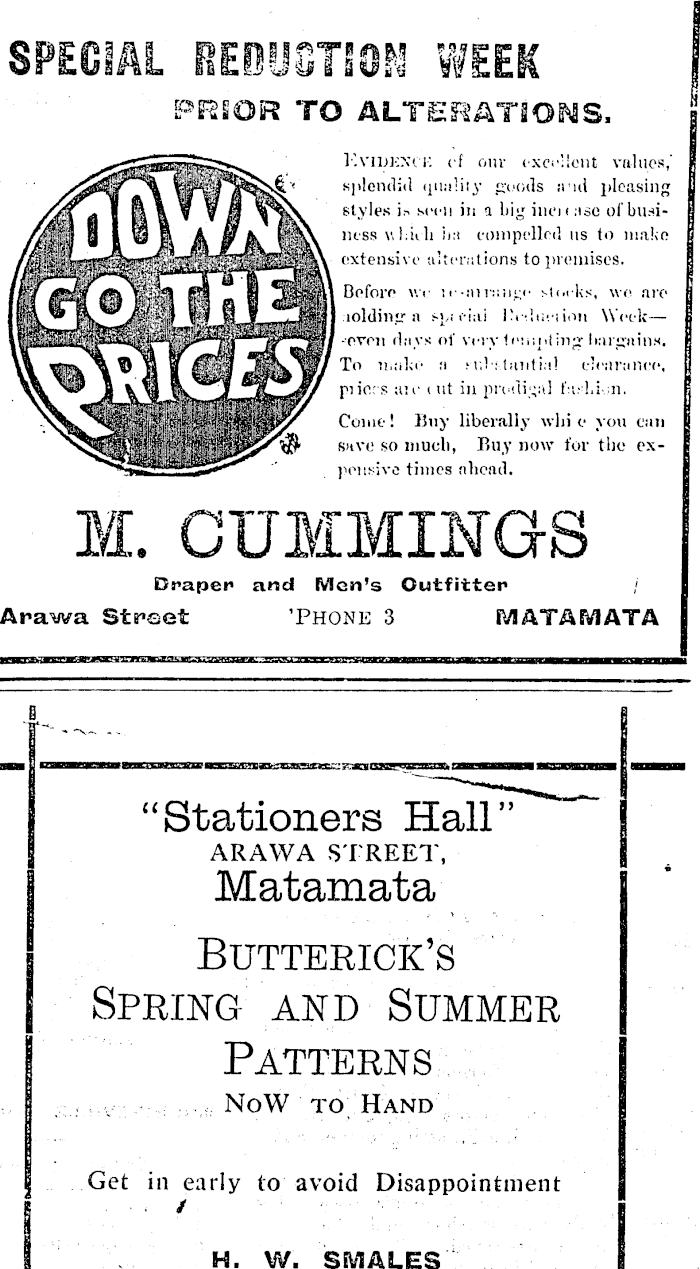 SPECIAL REDUCTION WEEK
PRIOR TO ALTERATIONS.
DOWN
GO THE
PRICES
EVIDENCE of our excellent values,
splendid quality goods and pleasing
styles is seen in a big increase of busi-
ness which ha compelled us to make
extensive alterations to premises.
Before we re-arrange stocks, we are
holding a special Reduction Week—
seven days of very tempting bargains.
To make a substantial clearance,
prices are cut in prodigal fashion.
Come! Buy liberally whi e you can
save so much, Buy now for the ex-
pensive times ahead.
M. CUMMINGS
Draper and Men's Outfitter
Arawa Street 'PHONE 3 MATAMATA
"Stationers Hall"
ARAWA STREET,
Matamata
BUTTERICK'S
SPRING AND SUMMER
PATTERNS
NOW TO HAND
Get in early to avoid Disappointment
H. W. SMALES